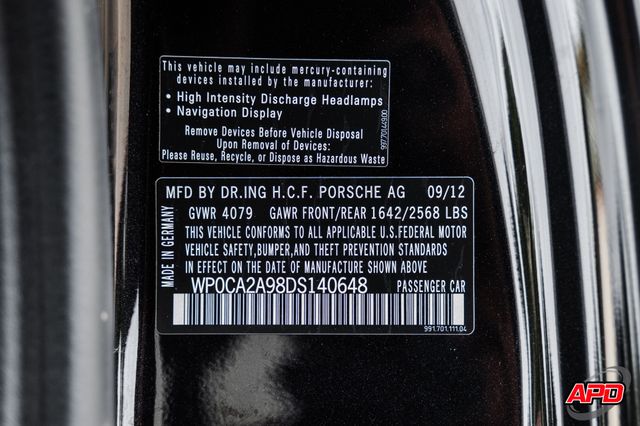 This vehicle may include mercury-containing
devices installed by the manufacturer:
• High Intensity Discharge Headlamps
• Navigation Display
Remove Devices Before Vehicle Disposal
Upon Removal of Devices:
Please Reuse, Recycle, or Dispose as Hazardous Waste
997.701.441.00
MFD BY DR.ING H.C.F. PORSCHE AG 09/12
GVWR 4079 GAWR FRONT/REAR 1642/2568 LBS
THIS VEHICLE CONFORMS TO ALL APPLICABLE U.S.FEDERAL MOTOR
VEHICLE SAFETY,BUMPER,AND THEFT PREVENTION STANDARDS
IN EFFECT ON THE DATE OF MANUFACTURE SHOWN ABOVE.
WP0CA2A98DS140648 PASSENGER CAR
MADE IN GERMANY
991.701.111.04
APD